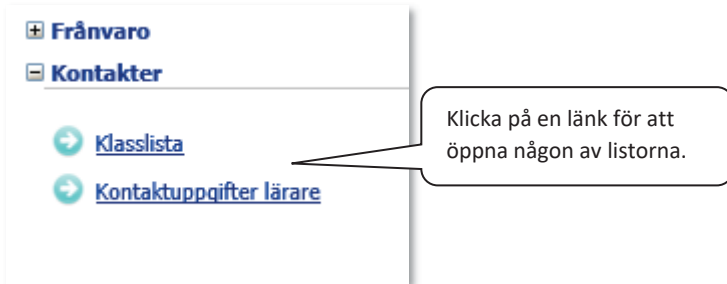 Frånvaro
Kontakter
Klasslista
Kontaktuppgifter lärare
Klicka på en länk för att
öppna någon av listorna.